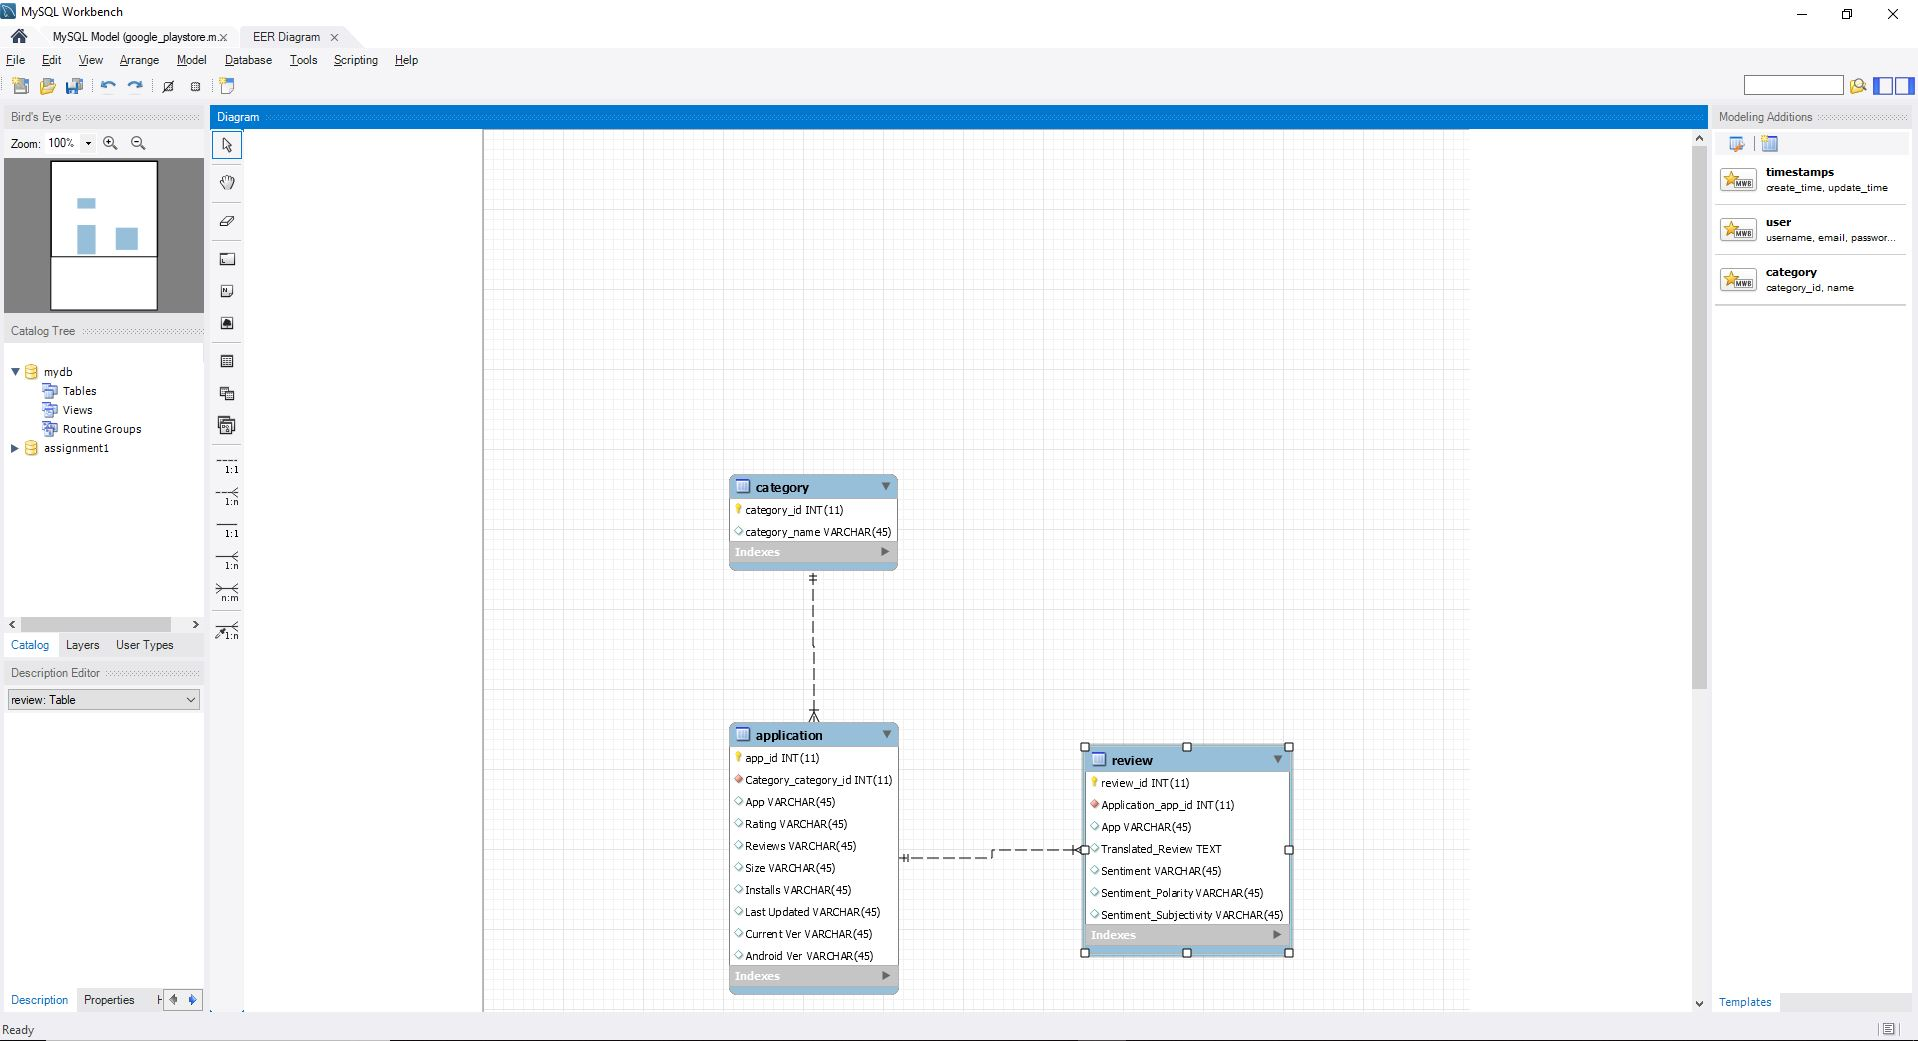 MySQL Workbench
MySQL Model (google_playstore.m. x
EER Diagram x
File Edit View Arrange Model Database Tools Scripting Help
Bird's Eye
Zoom: 100%
Catalog Tree
mydb
Tables
Views
Routine Groups
assignment1
Catalog Layers User Types
Description Editor
review: Table
Description Properties H
Ready
Diagram
1:1
1:n
1:1
1:n
n:m
1:n
category
category_id INT(11)
category_name VARCHAR(45)
Indexes
application
app_id INT(11)
Category_category_id INT(11)
App VARCHAR(45)
Rating VARCHAR(45)
Reviews VARCHAR(45)
Size VARCHAR(45)
Installs VARCHAR(45)
Last Updated VARCHAR(45)
Current Ver VARCHAR(45)
Android Ver VARCHAR(45)
Indexes
review
review_id INT(11)
Application_app_id INT(11)
App VARCHAR(45)
Translated_Review TEXT
Sentiment VARCHAR(45)
Sentiment_Polarity VARCHAR(45)
Sentiment_Subjectivity VARCHAR(45)
Indexes
Modeling Additions
MWB
timestamps
create_time, update_time
MWB
user
username, email, passwor...
MWB
category
category_id, name
Templates